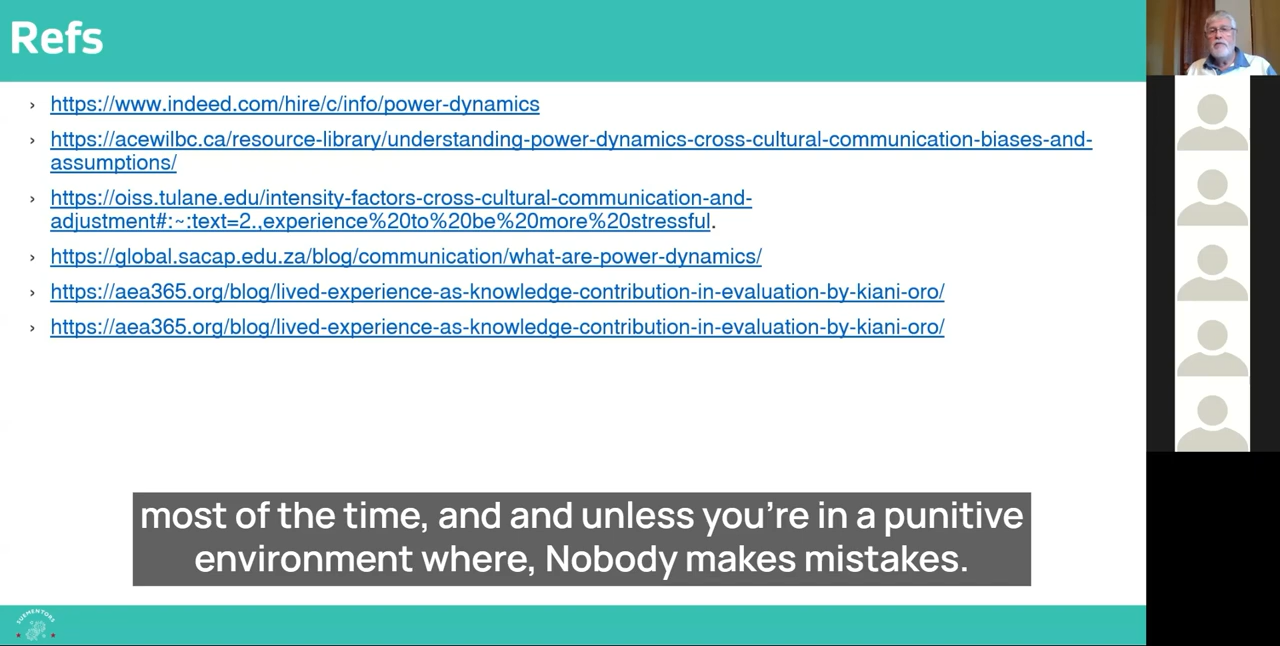 Refs
› https://www.indeed.com/hire/c/info/power-dynamics
› https://acewilbc.ca/resource-library/understanding-power-dynamics-cross-cultural-communication-biases-and-
assumptions/
› https://oiss.tulane.edu/intensity-factors-cross-cultural-communication-and-
adjustment#:~:text=2.,experience%20to%20be%20more%20stressful.
› https://global.sacap.edu.za/blog/communication/what-are-power-dynamics/
› https://aea365.org/blog/lived-experience-as-knowledge-contribution-in-evaluation-by-kiani-oro/
› https://aea365.org/blog/lived-experience-as-knowledge-contribution-in-evaluation-by-kiani-oro/
most of the time, and and unless you're in a punitive
environment where, Nobody makes mistakes.